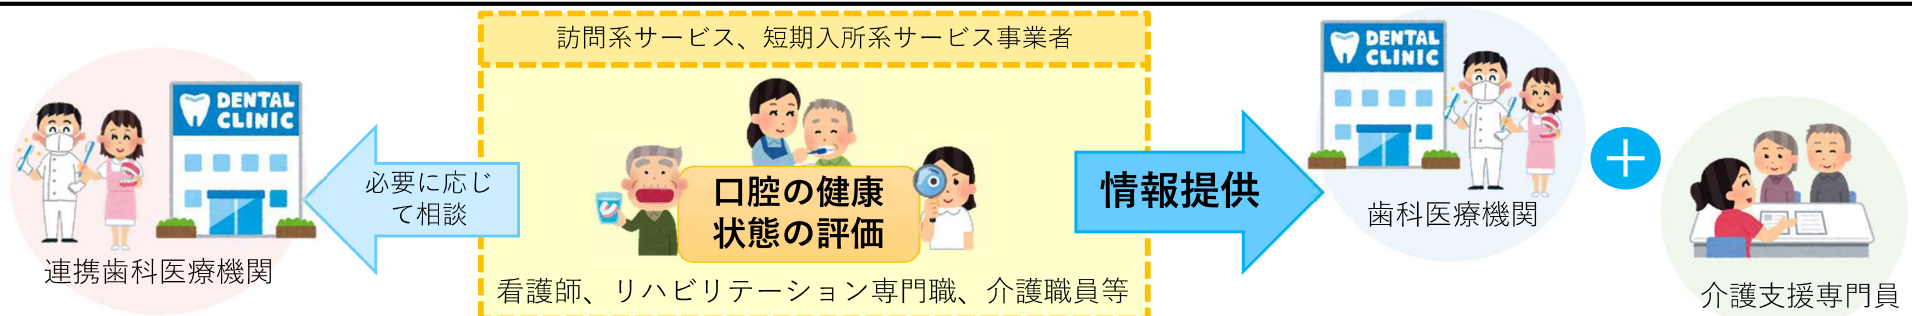 訪問系サービス、短期入所系サービス事業者
DENTAL
CLINIC
必要に応じ
て相談
連携歯科医療機関
口腔の健康
状態の評価
看護師、リハビリテーション専門職、介護職員等
情報提供
DENTAL
CLINIC
歯科医療機関
+
介護支援専門員